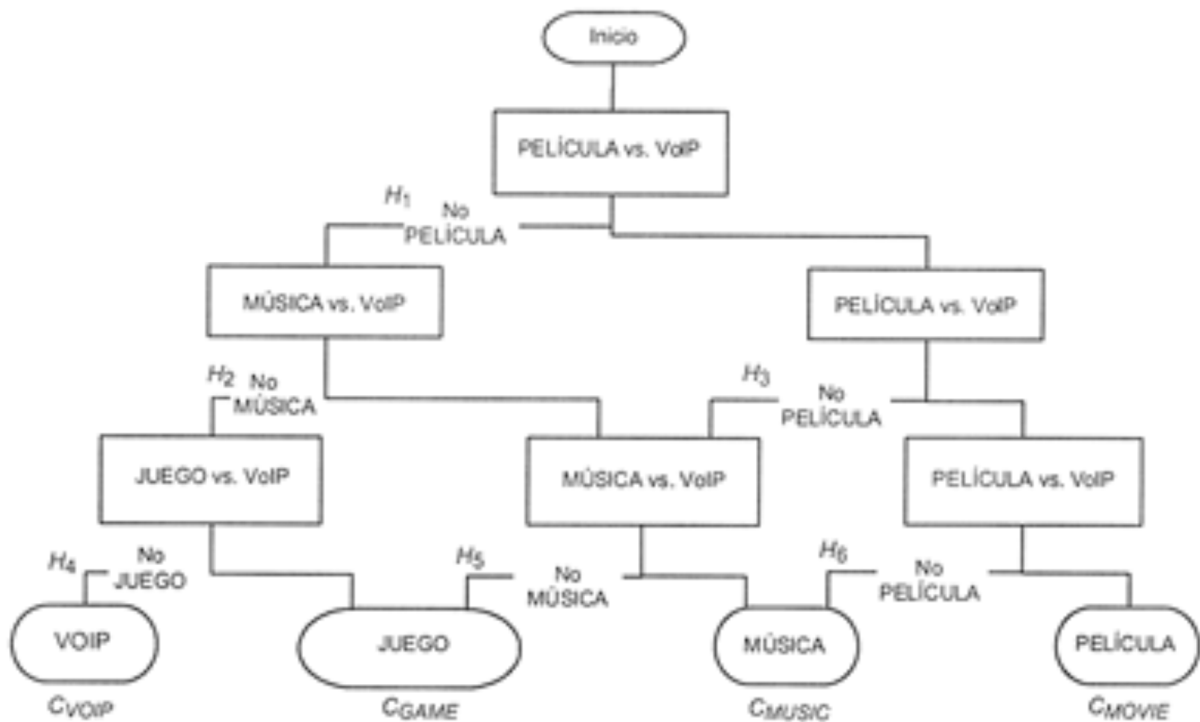 Inicio
PELÍCULA vs. VoIP
H1
No
PELÍCULA
MÚSICA vs. VoIP
PELÍCULA vs. VoIP
H2
No
MÚSICA
H3
No
PELÍCULA
JUEGO vs. VoIP
MÚSICA vs. VoIP
PELÍCULA vs. VoIP
H4
No
JUEGO
H5
No
MÚSICA
H6
No
PELÍCULA
VOIP
JUEGO
MÚSICA
PELÍCULA
CVOIP
CGAME
CMUSIC
CMOVIE